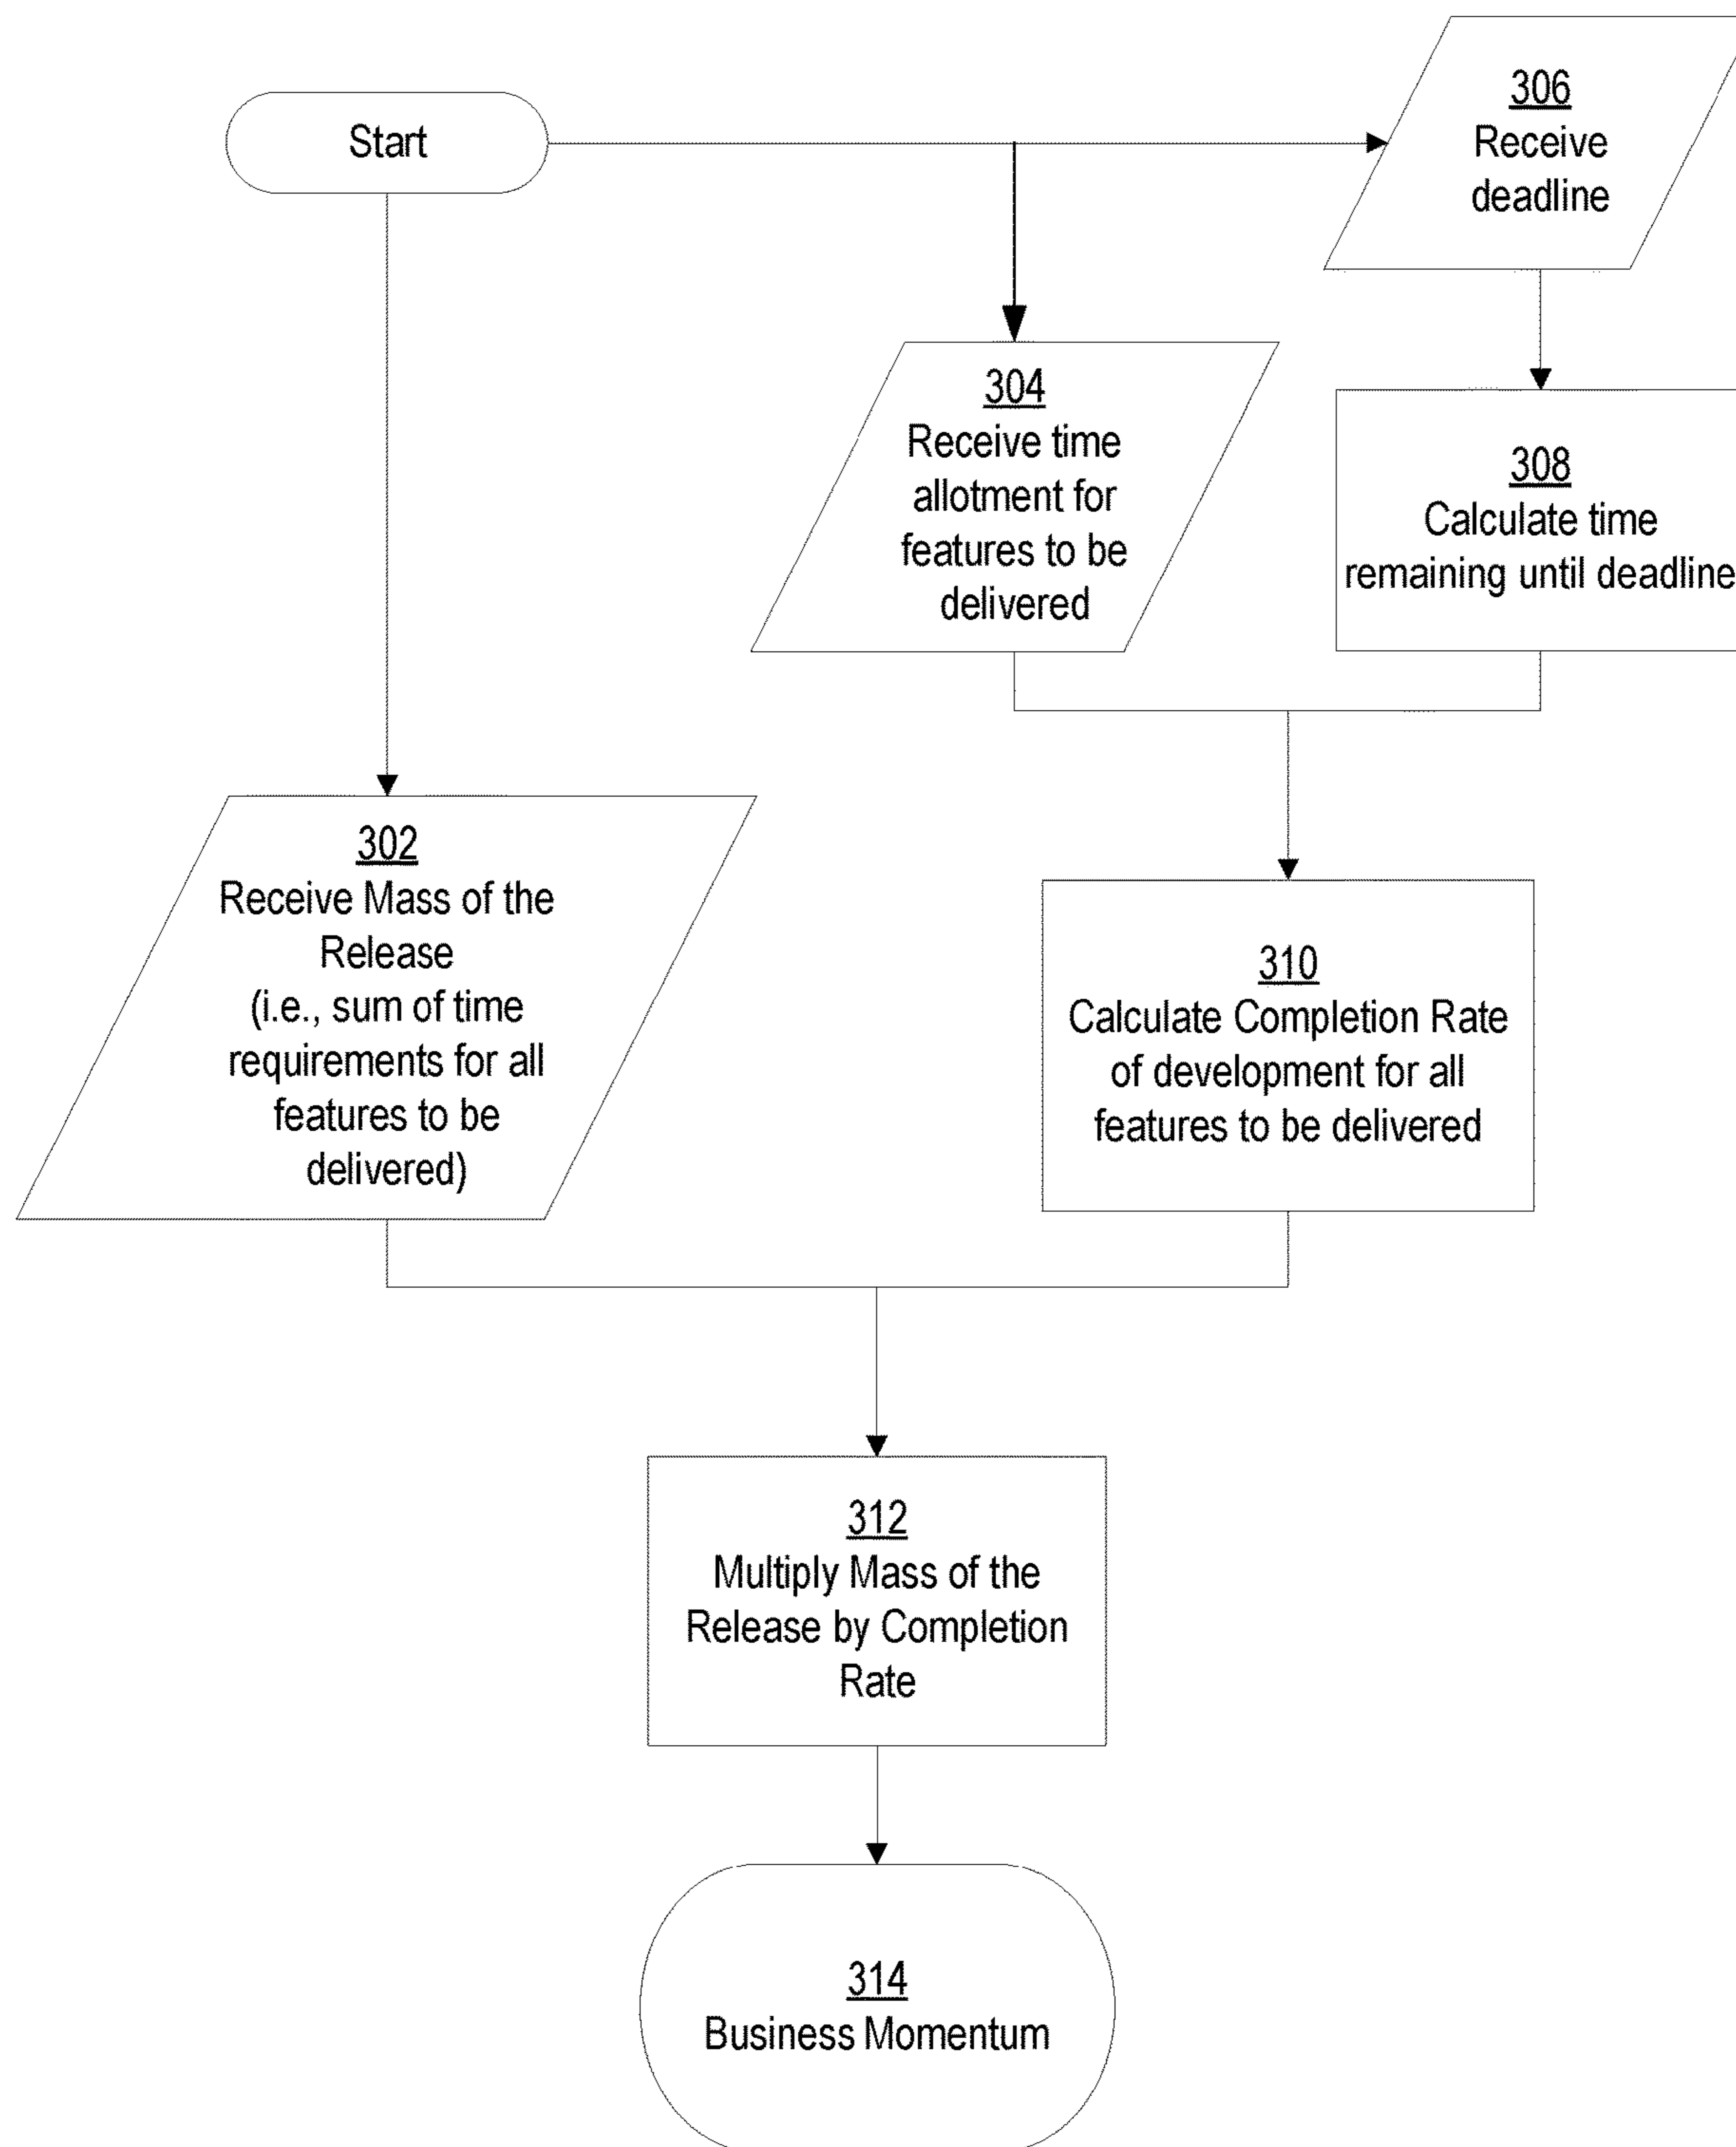 Start
306
Receive
deadline
304
Receive time
allotment for
features to be
delivered
308
Calculate time
remaining until deadline
302
Receive Mass of the
Release
(i.e., sum of time
requirements for all
features to be
delivered)
310
Calculate Completion Rate
of development for all
features to be delivered
312
Multiply Mass of the
Release by Completion
Rate
314
Business Momentum